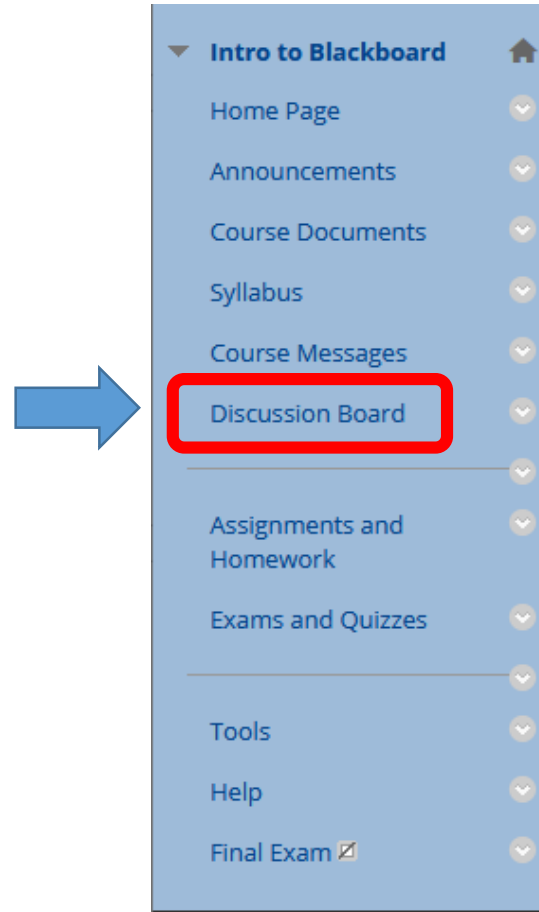 Intro to Blackboard
Home Page
Announcements
Course Documents
Syllabus
Course Messages
Discussion Board
Assignments and
Homework
Exams and Quizzes
Tools
Help
Final Exam